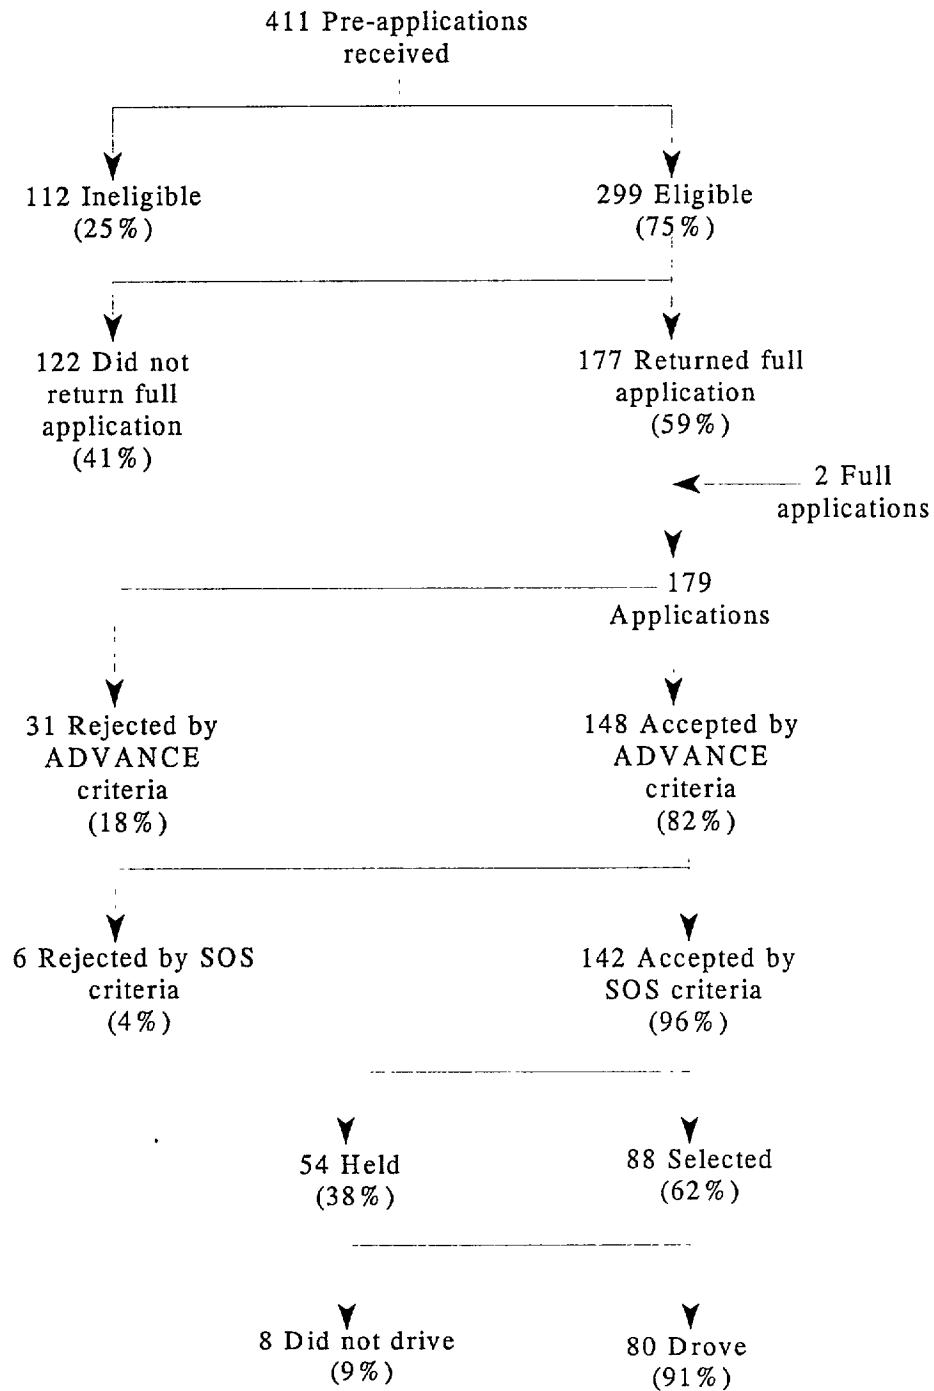 411 Pre-applications
received
112 Ineligible
(25%)
299 Eligible
(75%)
122 Did not
return full
application
(41%)
177 Returned full
application
(59%)
2 Full
applications
179
Applications
31 Rejected by
ADVANCE
criteria
(18%)
148 Accepted by
ADVANCE
criteria
(82%)
6 Rejected by SOS
criteria
(4%)
142 Accepted by
SOS criteria
(96%)
54 Held
(38%)
88 Selected
(62%)
8 Did not drive
(9%)
80 Drove
(91%)